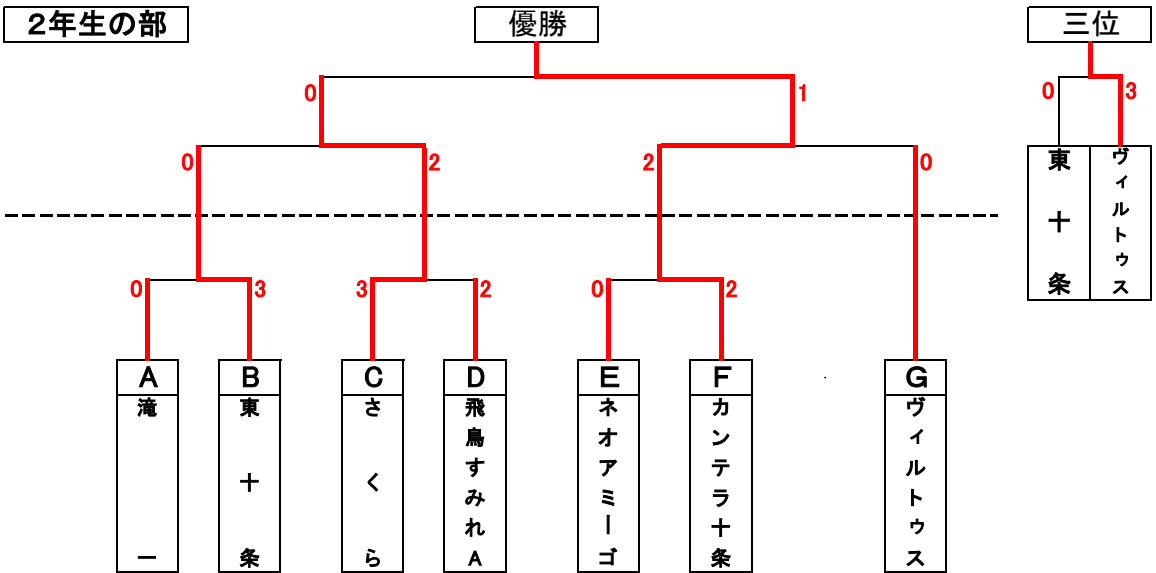 2年生の部
優勝
三位
0
1
0
3
0
2
2
0
東十条
ヴィルトゥス
0
3
3
2
0
2
A
B
C
D
E
F
G
滝一
東十条
さくら
飛鳥すみれA
ネオアミーゴ
カンテラ十条
ヴィルトゥス